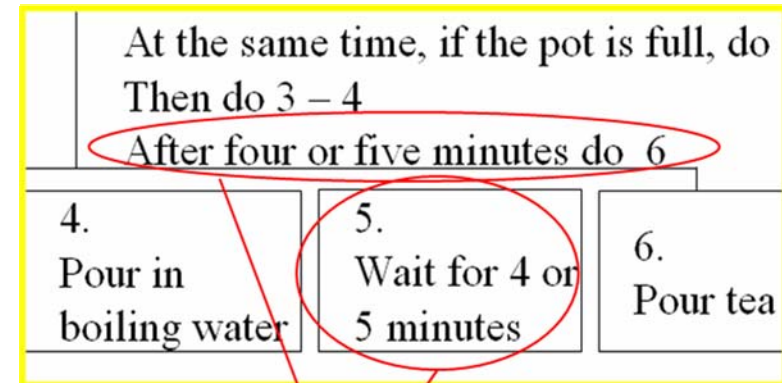 At the same time, if the pot is full, do
Then do 3 – 4
After four or five minutes do 6
4.
Pour in
boiling water
5.
Wait for 4 or
5 minutes
6.
Pour tea